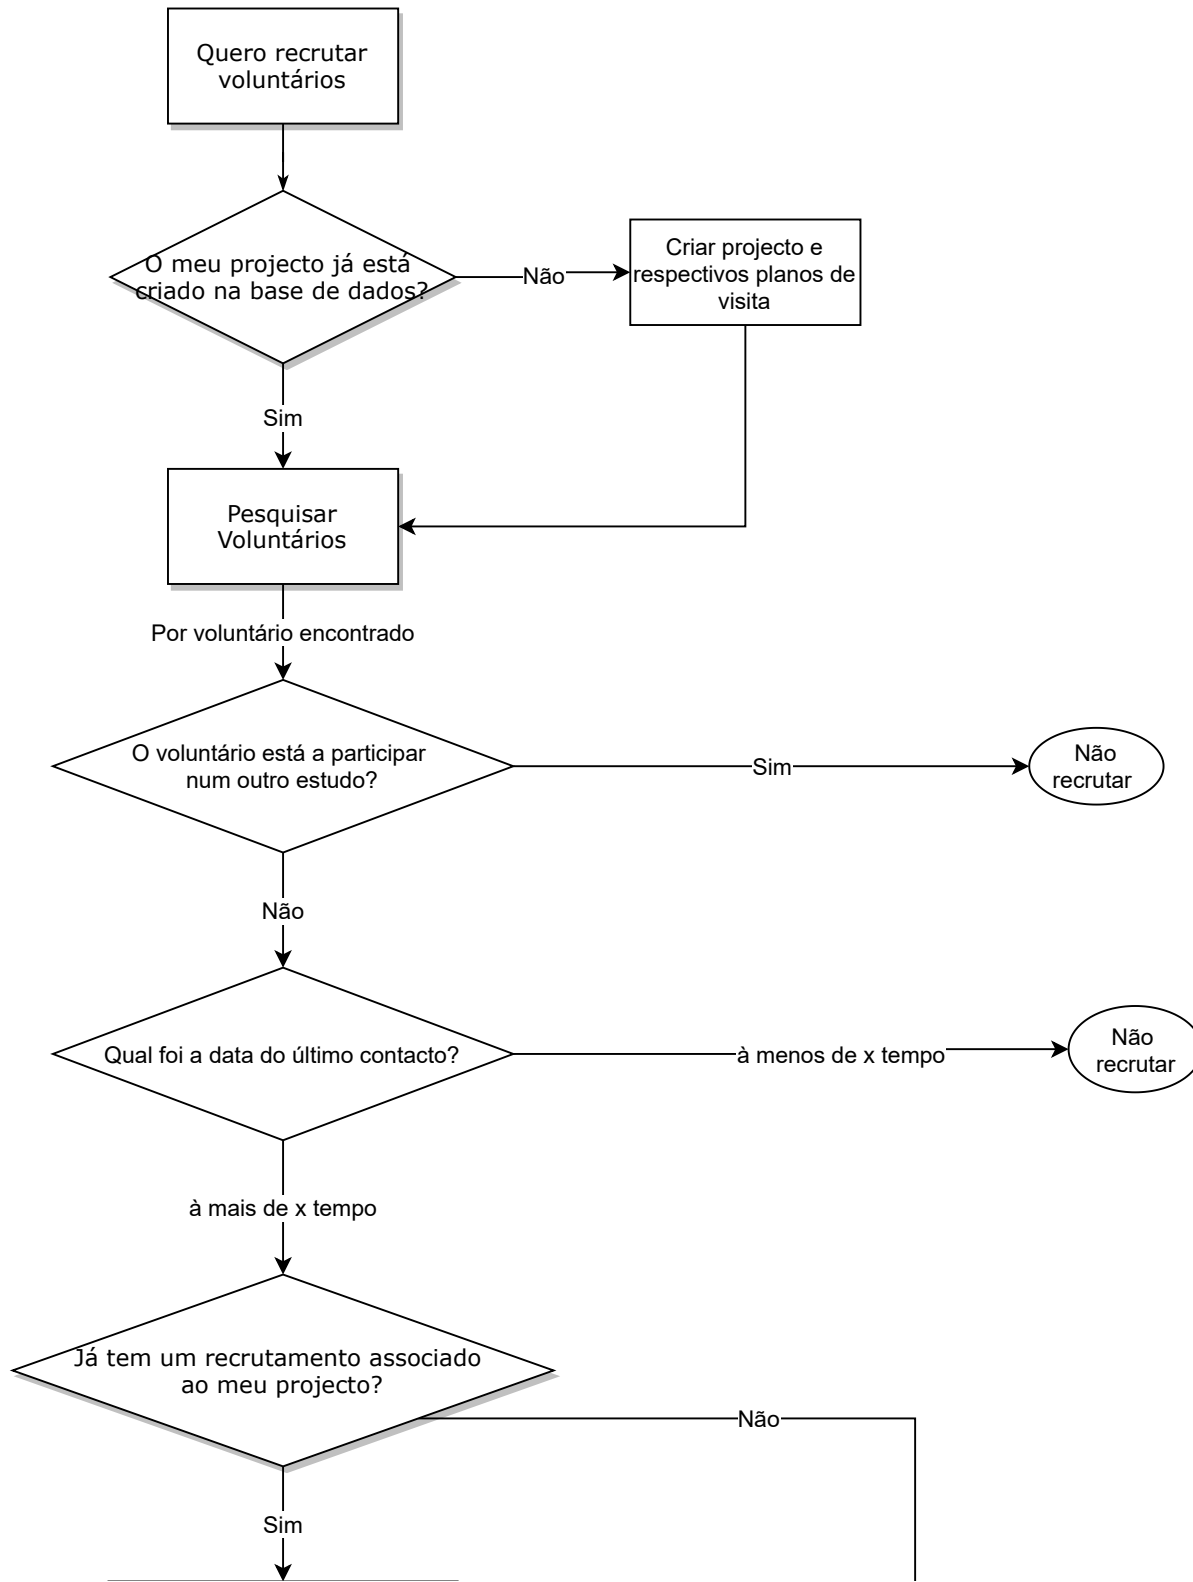 Quero recrutar
voluntários
O meu projecto já está
criado na base de dados?
Não
Criar projecto e
respectivos planos de
visita
Sim
Pesquisar
Voluntários
Por voluntário encontrado
O voluntário está a participar
num outro estudo?
Sim
Não
recrutar
Não
Qual foi a data do último contacto?
à menos de x tempo
Não
recrutar
à mais de x tempo
Já tem um recrutamento associado
ao meu projecto?
Não
Sim